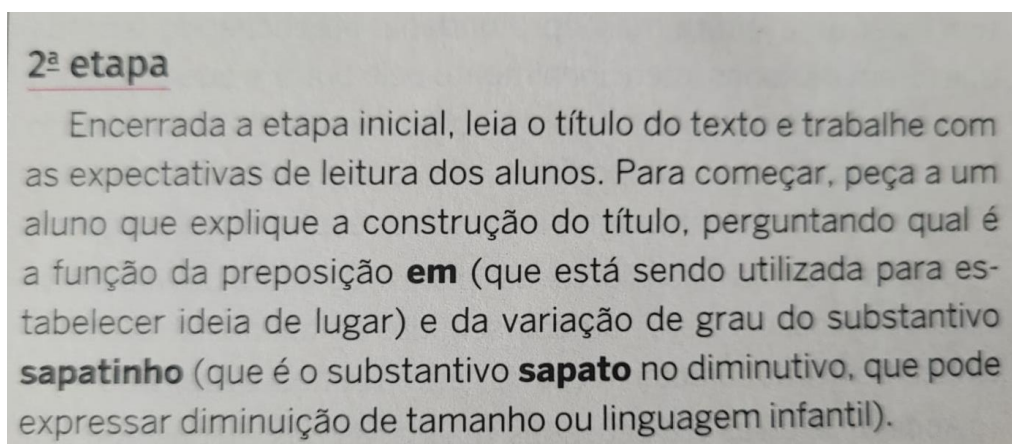 2ª etapa
Encerrada a etapa inicial, leia o título do texto e trabalhe com
as expectativas de leitura dos alunos. Para começar, peça a um
aluno que explique a construção do título, perguntando qual é
a função da preposição em (que está sendo utilizada para es-
tabelecer ideia de lugar) e da variação de grau do substantivo
sapatinho (que é o substantivo sapato no diminutivo, que pode
expressar diminuição de tamanho ou linguagem infantil).